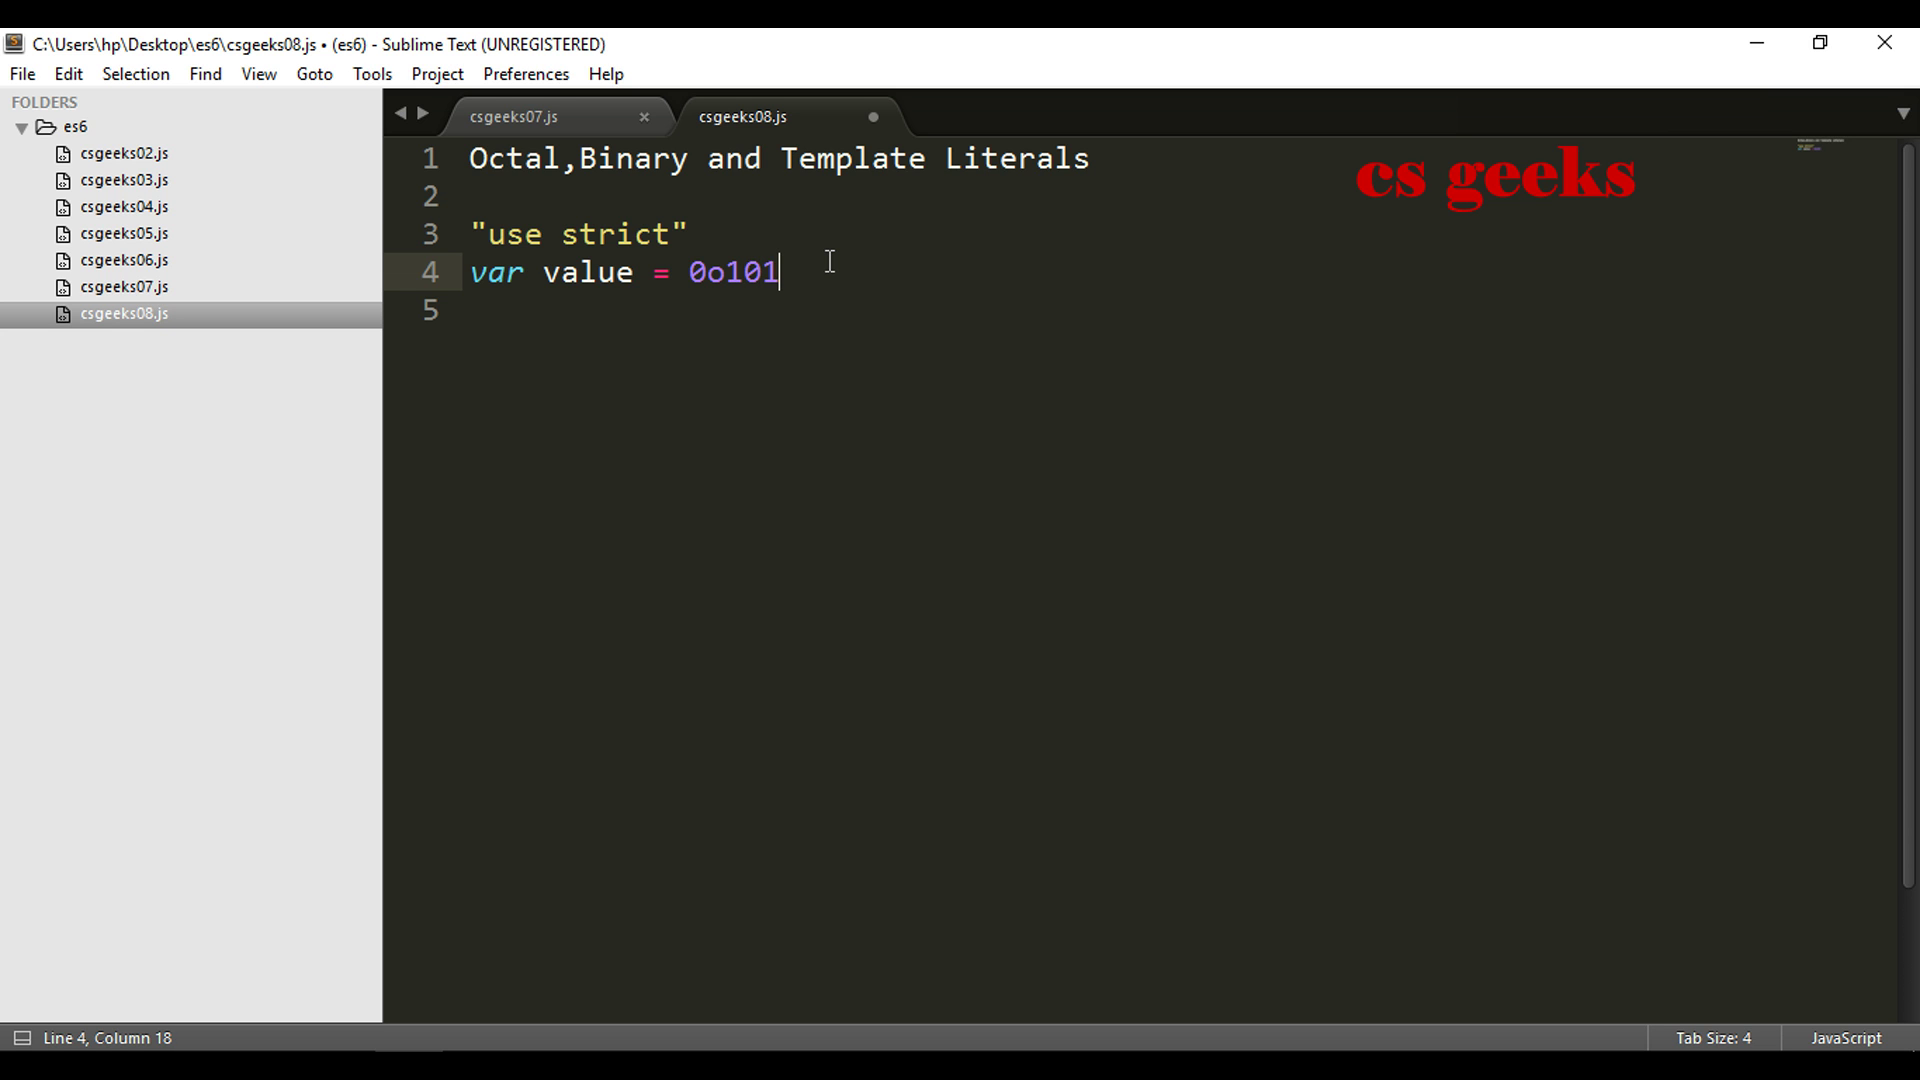 C:\Users\hp\Desktop\es6\csgeeks08.js • (es6) - Sublime Text (UNREGISTERED)
File Edit Selection Find View Goto Tools Project Preferences Help
FOLDERS
es6
csgeeks02.js
csgeeks03.js
csgeeks04.js
csgeeks05.js
csgeeks06.js
csgeeks07.js
csgeeks08.js
csgeeks07.js × csgeeks08.js
1 Octal,Binary and Template Literals
2
3 "use strict"
4 var value = 0o101
5
cs geeks
Line 4, Column 18
Tab Size: 4 JavaScript